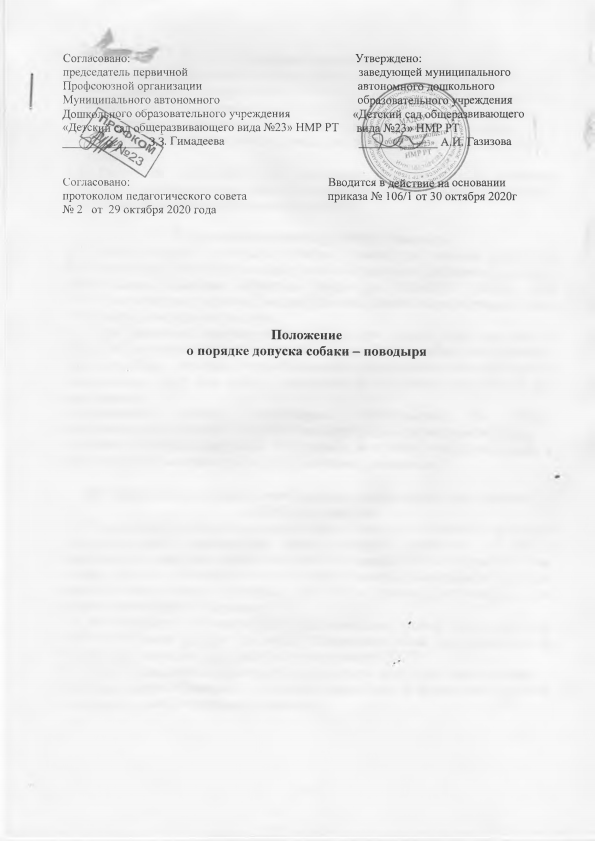 Согласовано:
председатель первичной
Профсоюзной организации
Муниципального автономного
Дошкольного образовательного учреждения
«Детский сад общеразвивающего вида №23» НМР РТ
З. Гимадеева
ПРОФКОМ
№23
Утверждено:
заведующей муниципального
автономного дошкольного
образовательного учреждения
«Детский сад общеразвивающего
вида №23» НМР РТ
А.И. Газизова
НМР РТ
Согласовано:
протоколом педагогического совета
№ 2 от 29 октября 2020 года
Вводится в действие на основании
приказа № 106/1 от 30 октября 2020г
Положение
о порядке допуска собаки – поводыря